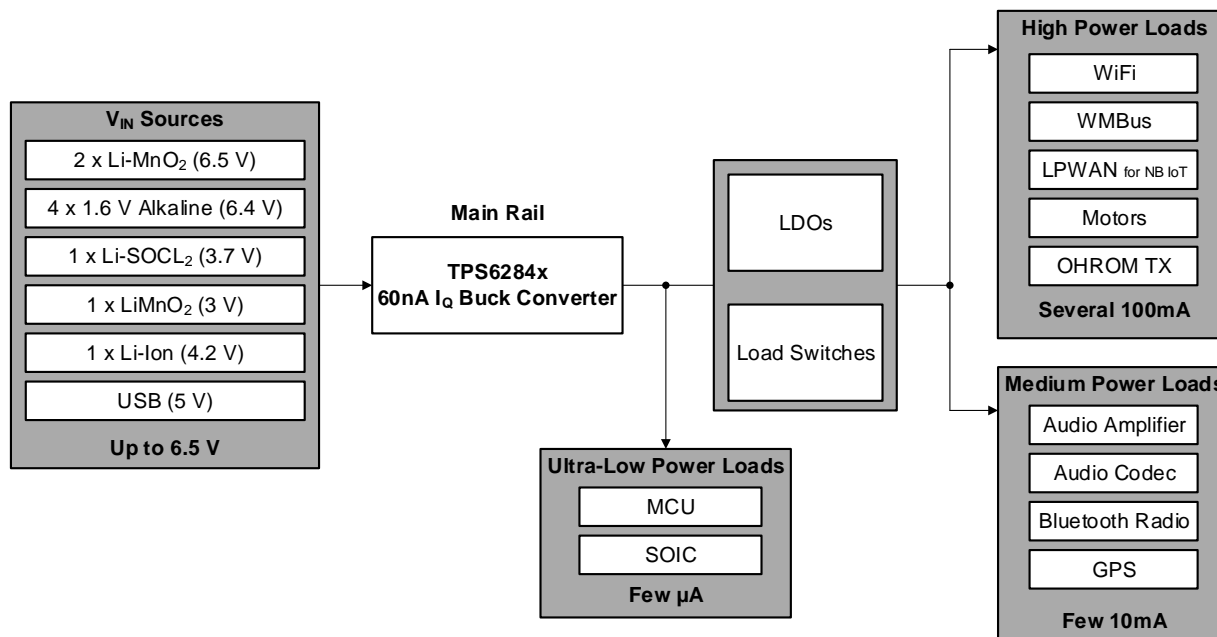 V_IN Sources
2 x Li-MnO₂ (6.5 V)
4 x 1.6 V Alkaline (6.4 V)
1 x Li-SOCL₂ (3.7 V)
1 x LiMnO₂ (3 V)
1 x Li-Ion (4.2 V)
USB (5 V)
Up to 6.5 V
Main Rail
TPS6284x
60nA I_Q Buck Converter
Ultra-Low Power Loads
MCU
SOIC
Few µA
LDOs
Load Switches
High Power Loads
WiFi
WMBus
LPWAN for NB IoT
Motors
OHROM TX
Several 100mA
Medium Power Loads
Audio Amplifier
Audio Codec
Bluetooth Radio
GPS
Few 10mA